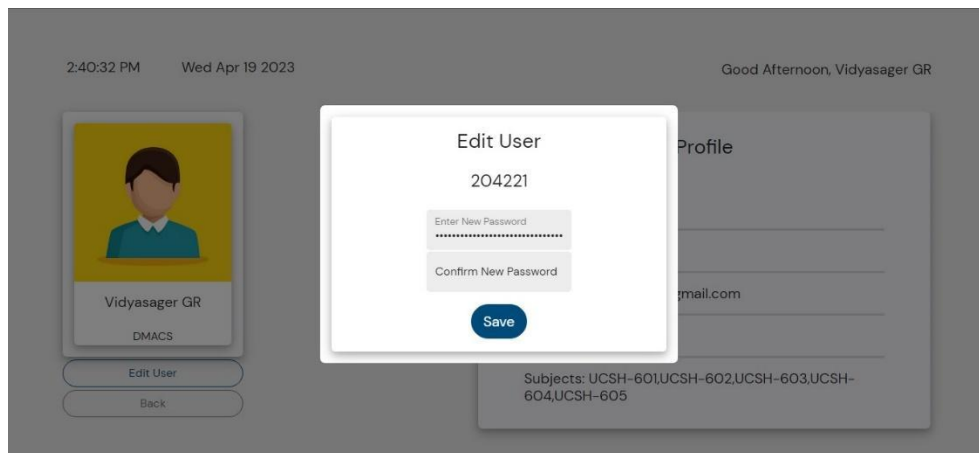 2:40:32 PM
Wed Apr 19 2023
Good Afternoon, Vidyasager GR
Vidyasager GR
DMACS
Edit User
Back
Edit User
204221
Enter New Password
Confirm New Password
Save
Profile
gmail.com
Subjects: UCSH-601,UCSH-602,UCSH-603,UCSH-
604,UCSH-605